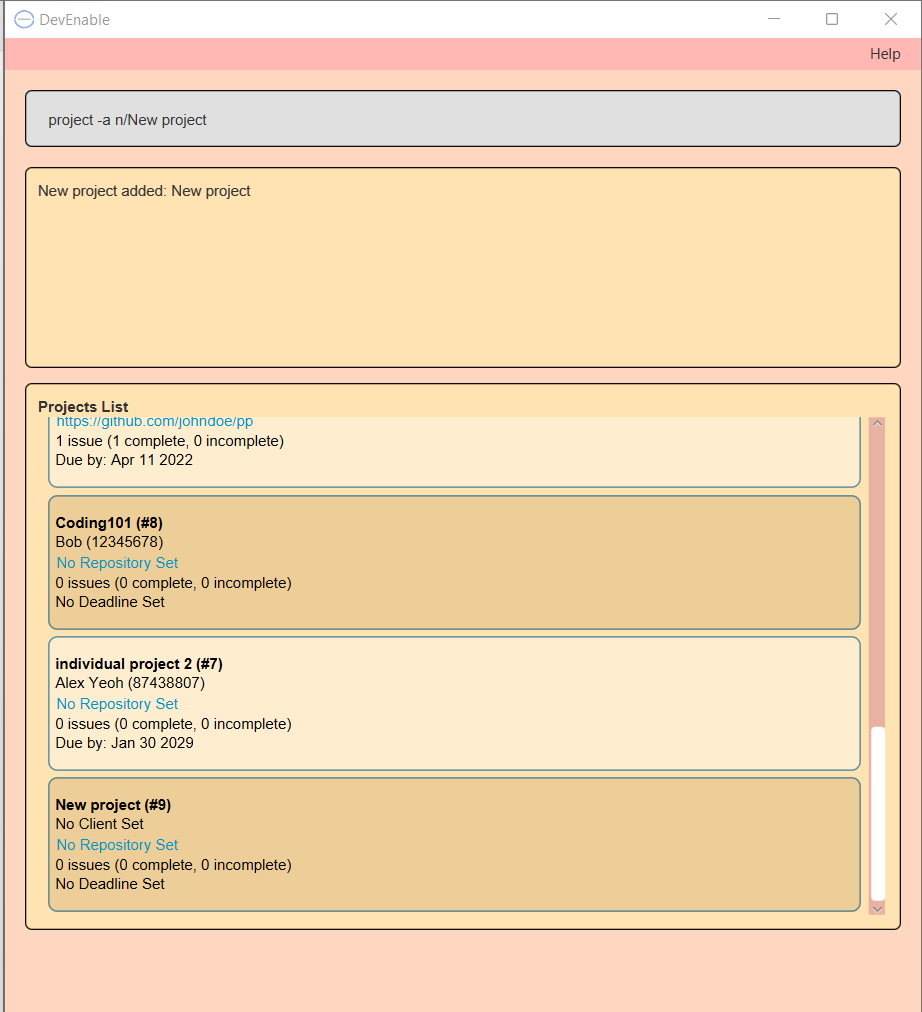 DevEnable
Help
project -a n/New project
New project added: New project
Projects List
https://github.com/johndoe/pp
1 issue (1 complete, 0 incomplete)
Due by: Apr 11 2022
Coding101 (#8)
Bob (12345678)
No Repository Set
0 issues (0 complete, 0 incomplete)
No Deadline Set
individual project 2 (#7)
Alex Yeoh (87438807)
No Repository Set
0 issues (0 complete, 0 incomplete)
Due by: Jan 30 2029
New project (#9)
No Client Set
No Repository Set
0 issues (0 complete, 0 incomplete)
No Deadline Set